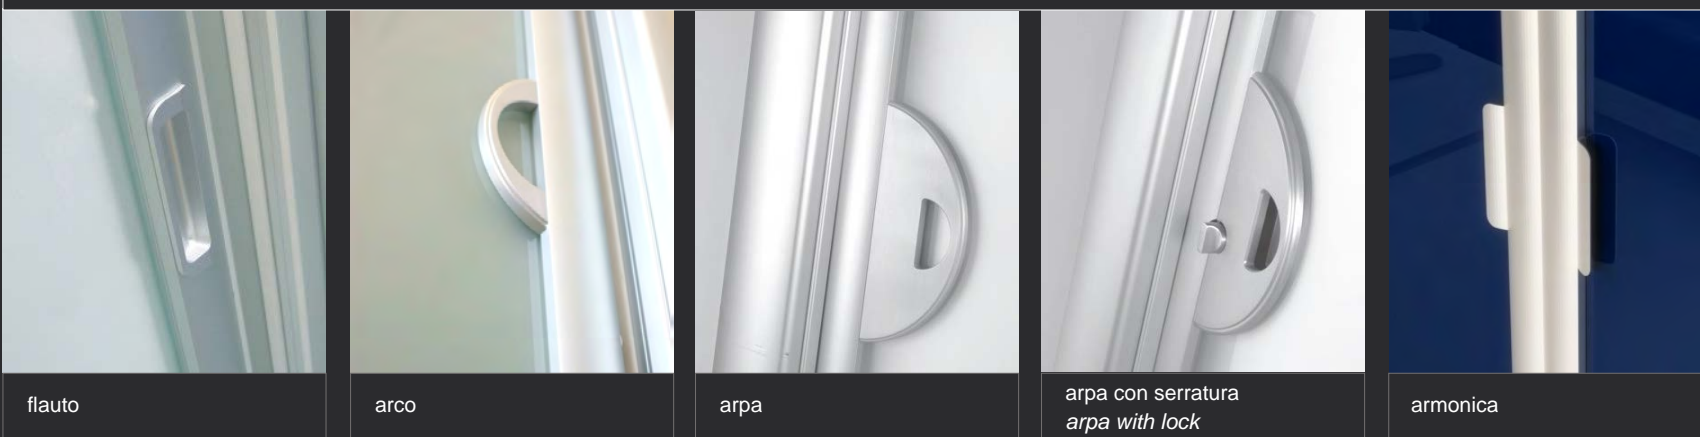 flauto
arco
arpa
arpa con serratura
arpa with lock
armonica